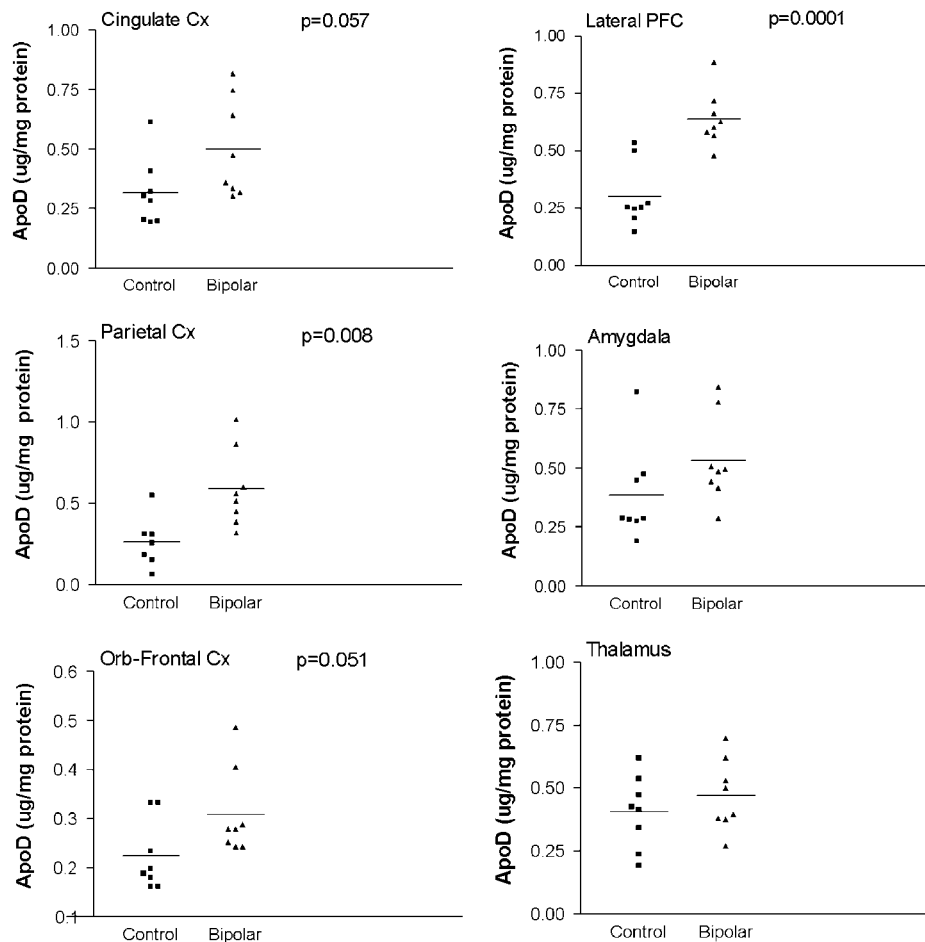 Cingulate Cx p=0.057
ApoD (ug/mg protein)
1.00
0.75
0.50
0.25
0.00
Control Bipolar
Lateral PFC p=0.0001
ApoD (ug/mg protein)
1.00
0.75
0.50
0.25
0.00
Control Bipolar
Parietal Cx p=0.008
ApoD (ug/mg protein)
1.5
1.0
0.5
0.0
Control Bipolar
Amygdala
ApoD (ug/mg protein)
1.00
0.75
0.50
0.25
0.00
Control Bipolar
Orb-Frontal Cx p=0.051
ApoD (ug/mg protein)
0.6
0.5
0.4
0.3
0.2
0.1
Control Bipolar
Thalamus
ApoD (ug/mg protein)
1.00
0.75
0.50
0.25
0.00
Control Bipolar